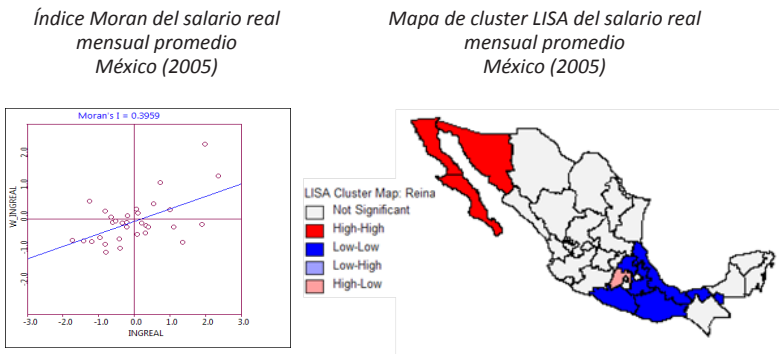 Índice Moran del salario real
mensual promedio
México (2005)
Mapa de cluster LISA del salario real
mensual promedio
México (2005)
Moran's I = 0.3959
W_INGREAL
2.0
1.0
0.0
-1.0
-2.0
-3.0 -2.0 -1.0 0.0 1.0 2.0 3.0
INGREAL
LISA Cluster Map: Reina
Not Significant
High-High
Low-Low
Low-High
High-Low